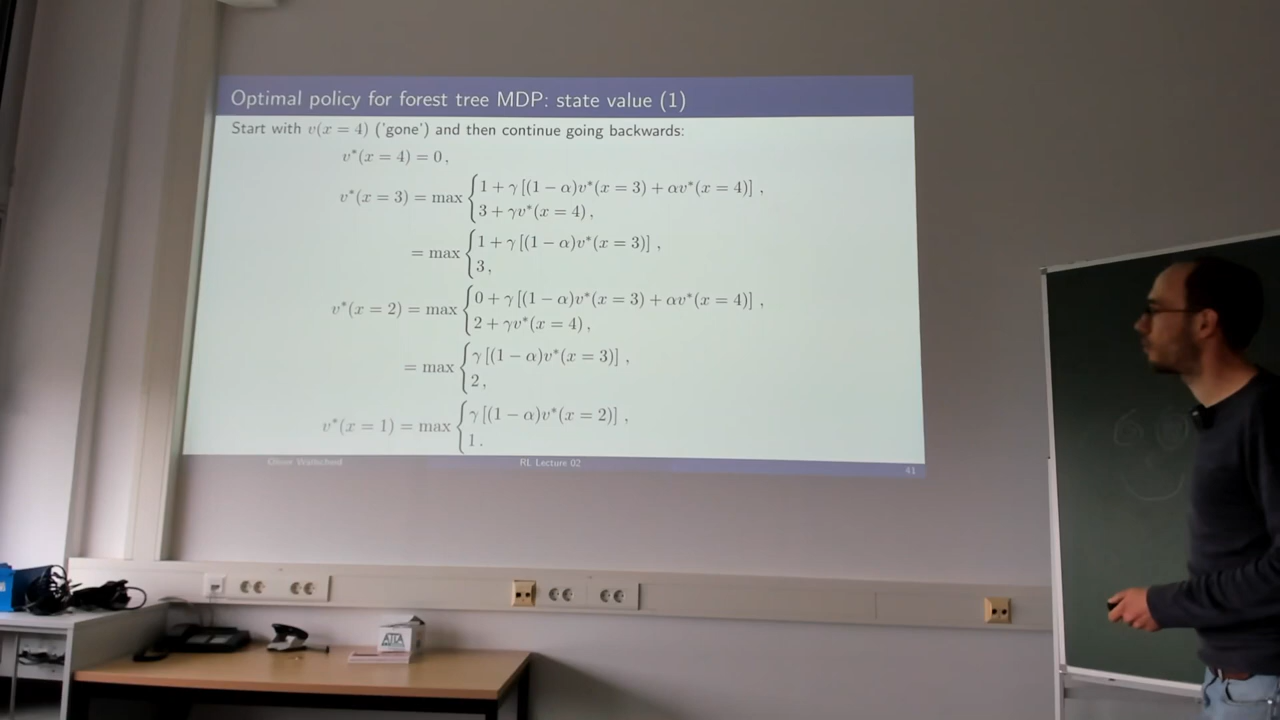 Optimal policy for forest tree MDP: state value (1)
Start with v(x = 4) ('gone') and then continue going backwards:
v*(x = 4) = 0,
v*(x = 3) = max { 1 + γ [(1 − α)v*(x = 3) + αv*(x = 4)] ,
3 + γv*(x = 4) ,
= max { 1 + γ [(1 − α)v*(x = 3)] ,
3 ,
v*(x = 2) = max { 0 + γ [(1 − α)v*(x = 3) + αv*(x = 4)] ,
2 + γv*(x = 4) ,
= max { γ [(1 − α)v*(x = 3)] ,
2 ,
v*(x = 1) = max { γ [(1 − α)v*(x = 2)] ,
1 .
Oliver Wallscheid RL Lecture 02 41
ATLA